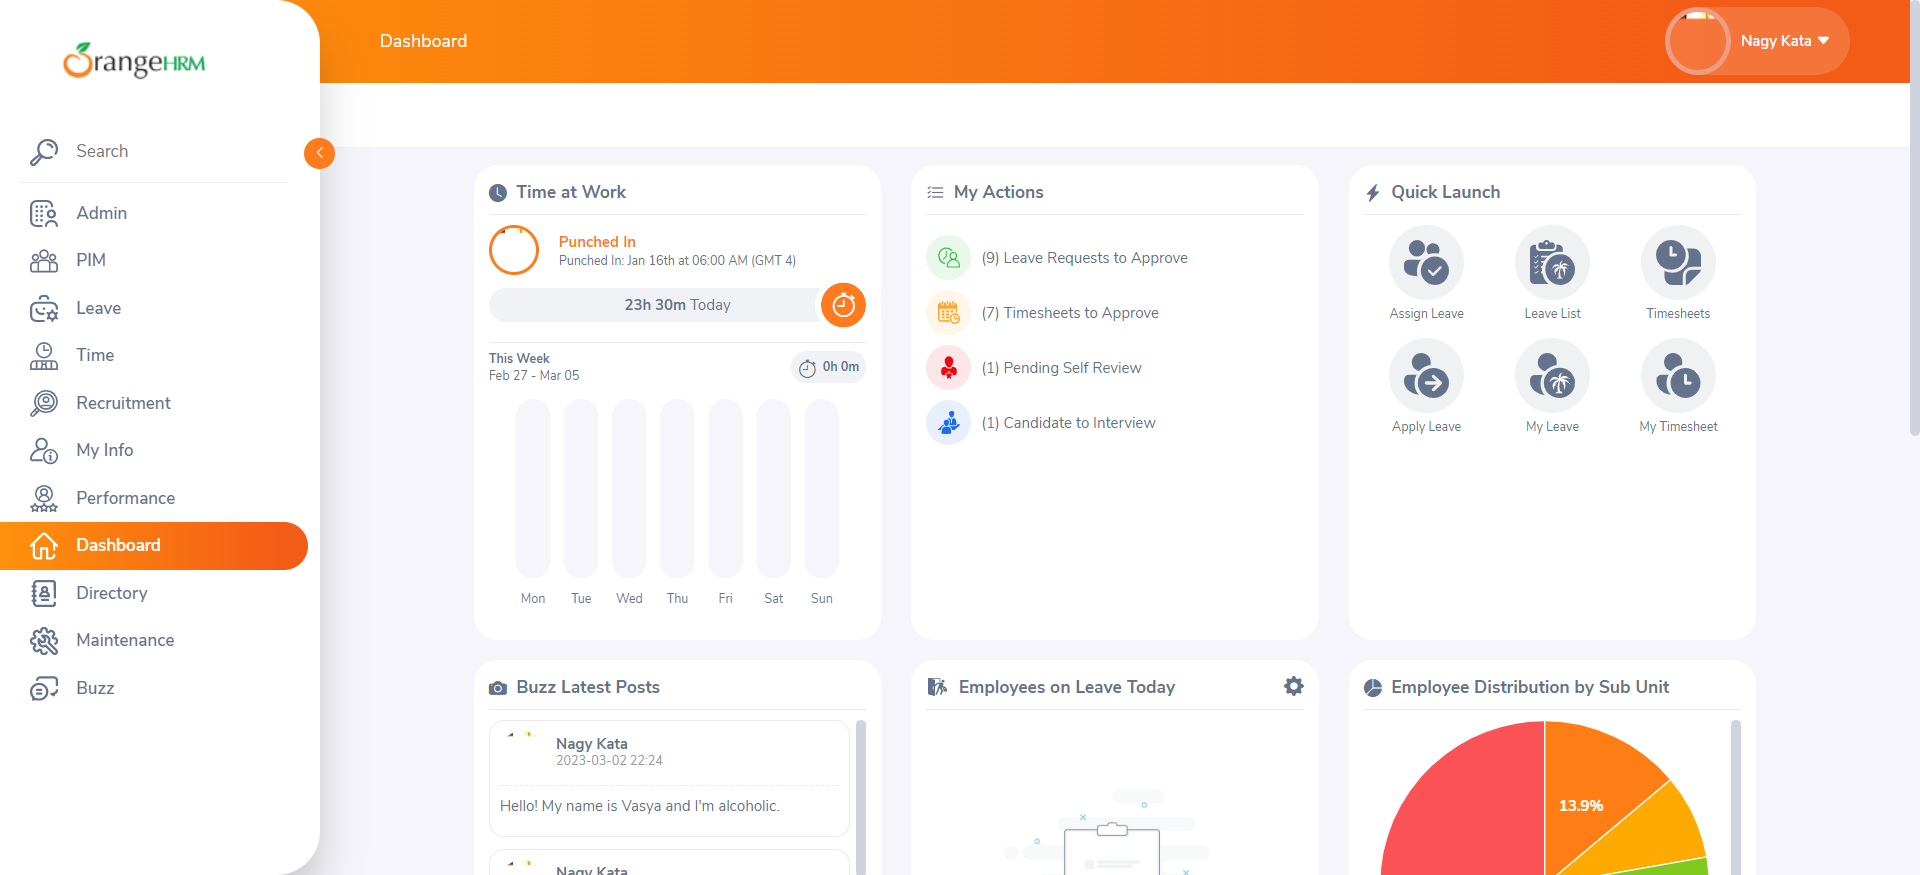 OrangeHRM
Dashboard
Nagy Kata
Search
Admin
PIM
Leave
Time
Recruitment
My Info
Performance
Dashboard
Directory
Maintenance
Buzz
Time at Work
Punched In
Punched In: Jan 16th at 06:00 AM (GMT 4)
23h 30m Today
This Week
Feb 27 - Mar 05
0h 0m
Mon Tue Wed Thu Fri Sat Sun
My Actions
(9) Leave Requests to Approve
(7) Timesheets to Approve
(1) Pending Self Review
(1) Candidate to Interview
Quick Launch
Assign Leave Leave List Timesheets
Apply Leave My Leave My Timesheet
Buzz Latest Posts
Nagy Kata
2023-03-02 22:24
Hello! My name is Vasya and I'm alcoholic.
Nagy Kata
Employees on Leave Today
Employee Distribution by Sub Unit
13.9%